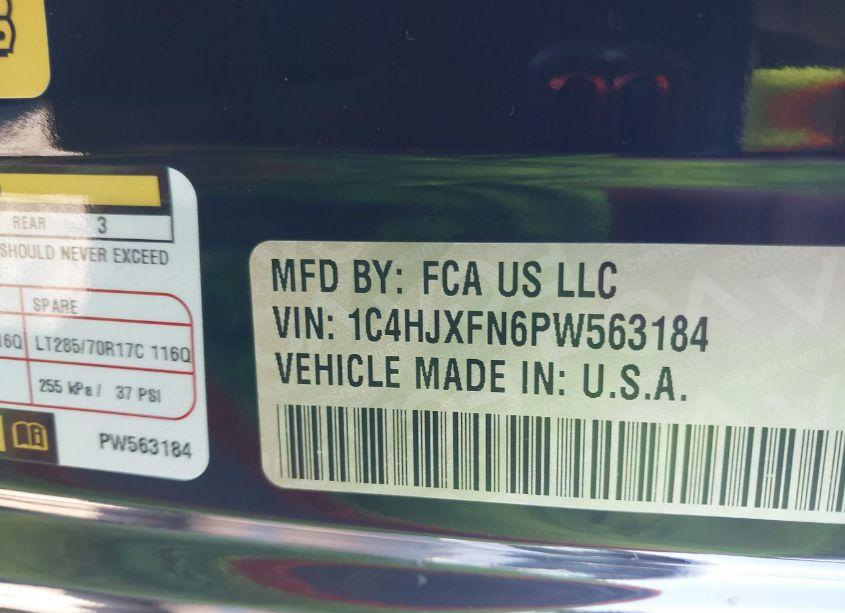 REAR 3
SHOULD NEVER EXCEED
SPARE
16Q LT285/70R17C 116Q
255 kPa / 37 PSI
PW563184
MFD BY: FCA US LLC
VIN: 1C4HJXFN6PW563184
VEHICLE MADE IN: U.S.A.